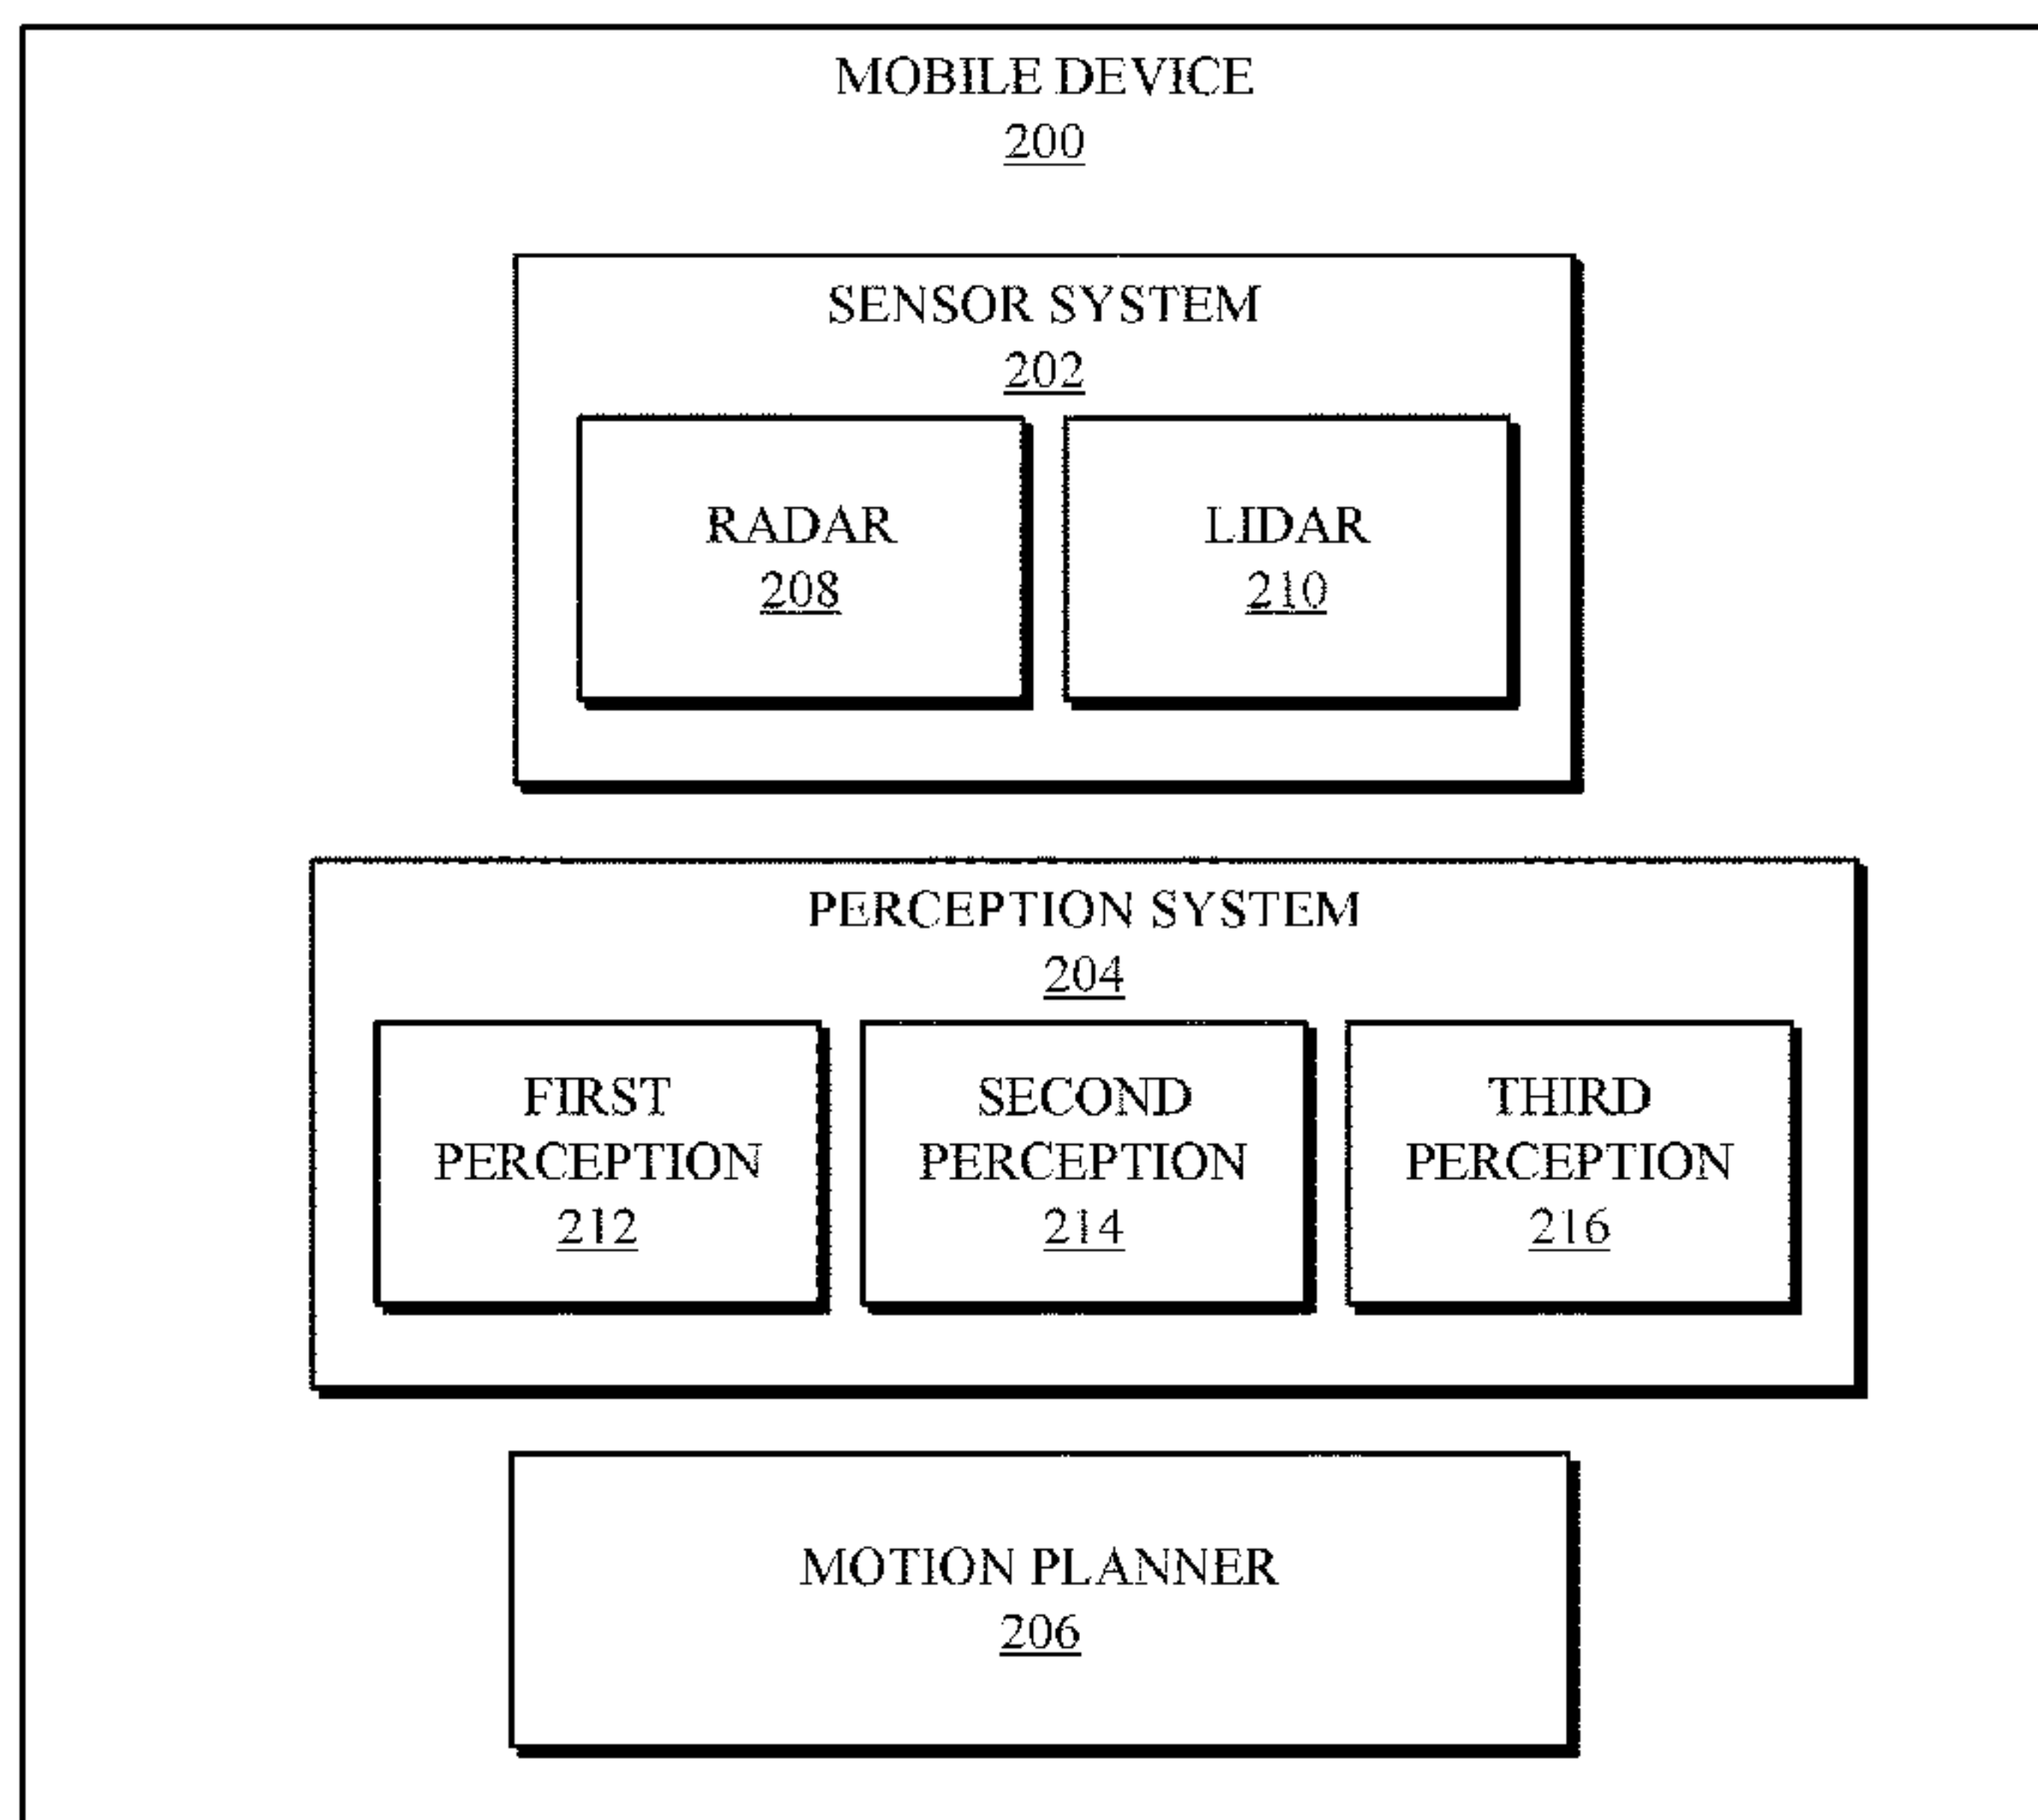 MOBILE DEVICE
200
SENSOR SYSTEM
202
RADAR
208
LIDAR
210
PERCEPTION SYSTEM
204
FIRST
PERCEPTION
212
SECOND
PERCEPTION
214
THIRD
PERCEPTION
216
MOTION PLANNER
206